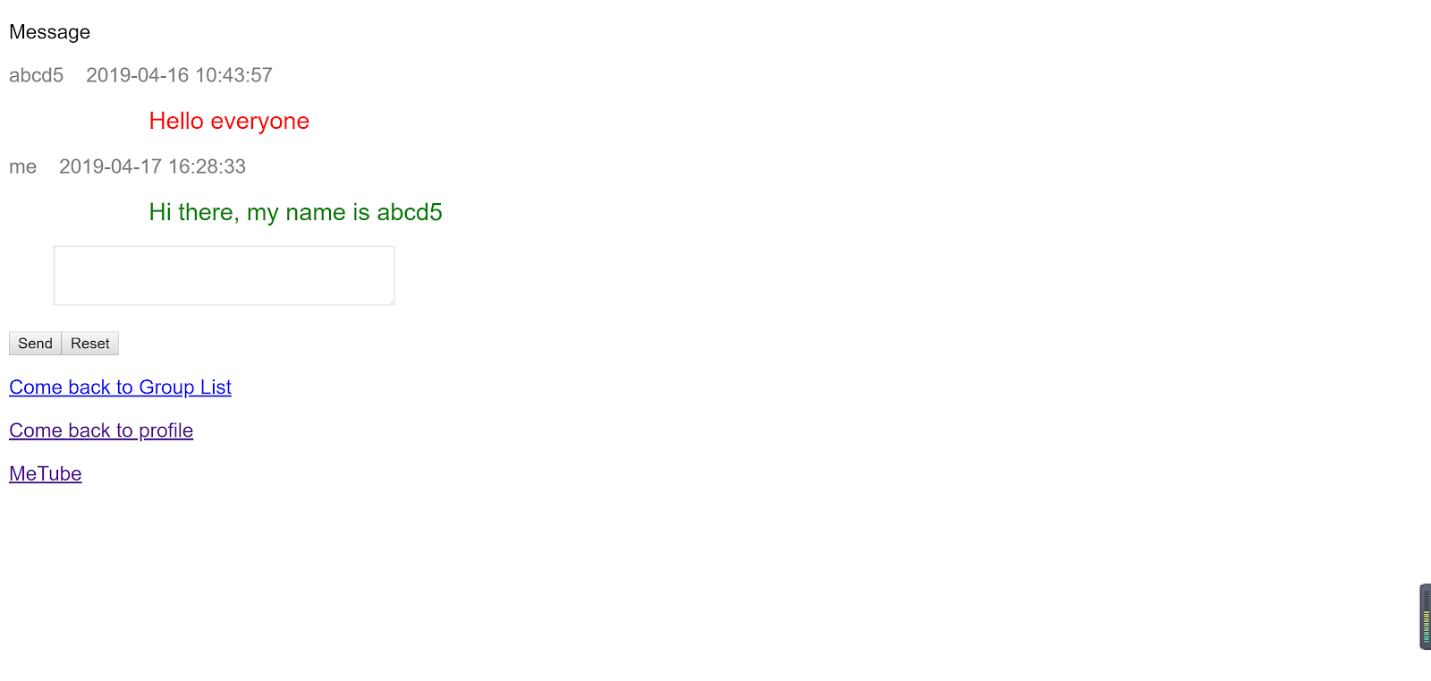 Message
abcd5 2019-04-16 10:43:57
Hello everyone
me 2019-04-17 16:28:33
Hi there, my name is abcd5
Send Reset
Come back to Group List
Come back to profile
MeTube